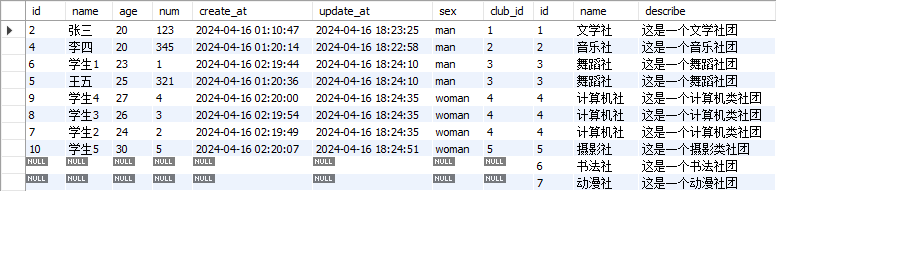 id name age num create_at update_at sex club_id id name describe
2 张三 20 123 2024-04-16 01:10:47 2024-04-16 18:23:25 man 1 1 文学社 这是一个文学社团
4 李四 20 345 2024-04-16 01:20:14 2024-04-16 18:22:58 man 2 2 音乐社 这是一个音乐社团
6 学生1 23 1 2024-04-16 02:19:44 2024-04-16 18:24:10 man 3 3 舞蹈社 这是一个舞蹈社团
5 王五 25 321 2024-04-16 01:20:36 2024-04-16 18:24:10 man 3 3 舞蹈社 这是一个舞蹈社团
9 学生4 27 4 2024-04-16 02:20:00 2024-04-16 18:24:35 woman 4 4 计算机社 这是一个计算机类社团
8 学生3 26 3 2024-04-16 02:19:54 2024-04-16 18:24:35 woman 4 4 计算机社 这是一个计算机类社团
7 学生2 24 2 2024-04-16 02:19:49 2024-04-16 18:24:35 woman 4 4 计算机社 这是一个计算机类社团
10 学生5 30 5 2024-04-16 02:20:07 2024-04-16 18:24:51 woman 5 5 摄影社 这是一个摄影类社团
NULL NULL NULL NULL NULL NULL NULL NULL 6 书法社 这是一个书法社团
NULL NULL NULL NULL NULL NULL NULL NULL 7 动漫社 这是一个动漫社团